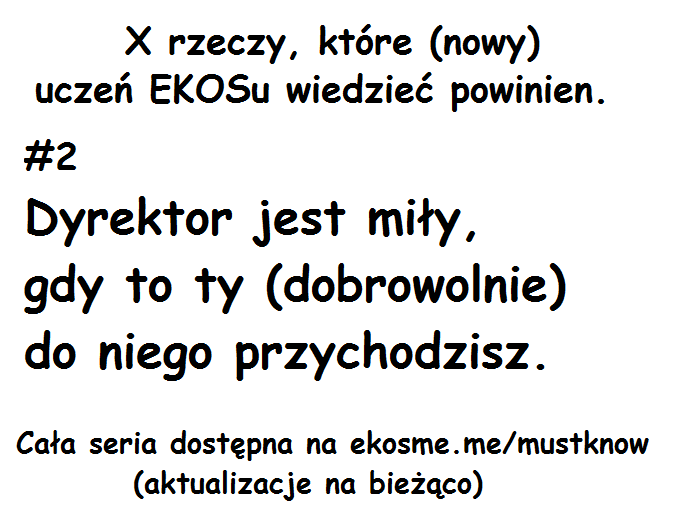 X rzeczy, które (nowy)
uczeń EKOSu wiedzieć powinien.
#2
Dyrektor jest miły,
gdy to ty (dobrowolnie)
do niego przychodzisz.
Cała seria dostępna na ekosme.me/mustknow
(aktualizacje na bieżąco)